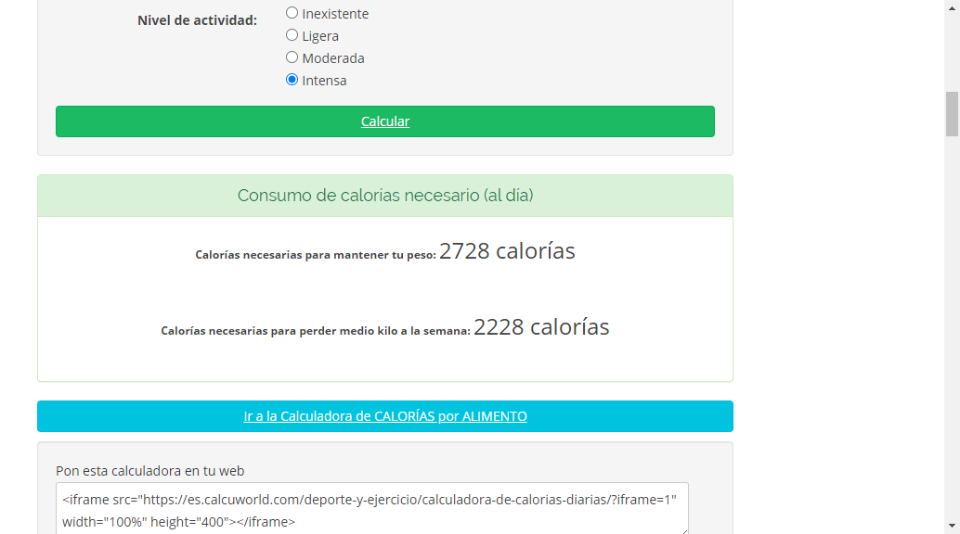 Nivel de actividad:
Inexistente
Ligera
Moderada
Intensa
Calcular
Consumo de calorias necesario (al día)
Calorías necesarias para mantener tu peso: 2728 calorías
Calorías necesarias para perder medio kilo a la semana: 2228 calorías
Ir a la Calculadora de CALORÍAS por ALIMENTO
Pon esta calculadora en tu web
<iframe src="https://es.calcuworld.com/deporte-y-ejercicio/calculadora-de-calorias-diarias/?iframe=1"
width="100%" height="400"></iframe>